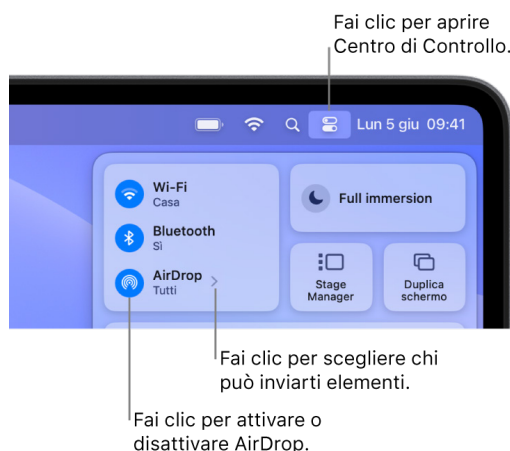 Fai clic per aprire
Centro di Controllo.
Lun 5 giu 09:41
Wi-Fi
Casa
Full immersion
Bluetooth
Sì
AirDrop
Tutti
Stage
Manager
Duplica
schermo
Fai clic per scegliere chi
può inviarti elementi.
Fai clic per attivare o
disattivare AirDrop.